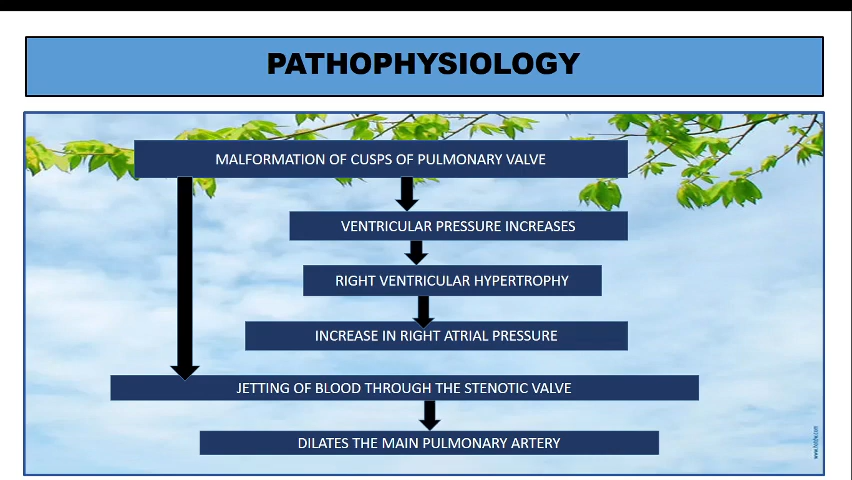 PATHOPHYSIOLOGY
MALFORMATION OF CUSPS OF PULMONARY VALVE
VENTRICULAR PRESSURE INCREASES
RIGHT VENTRICULAR HYPERTROPHY
INCREASE IN RIGHT ATRIAL PRESSURE
JETTING OF BLOOD THROUGH THE STENOTIC VALVE
DILATES THE MAIN PULMONARY ARTERY